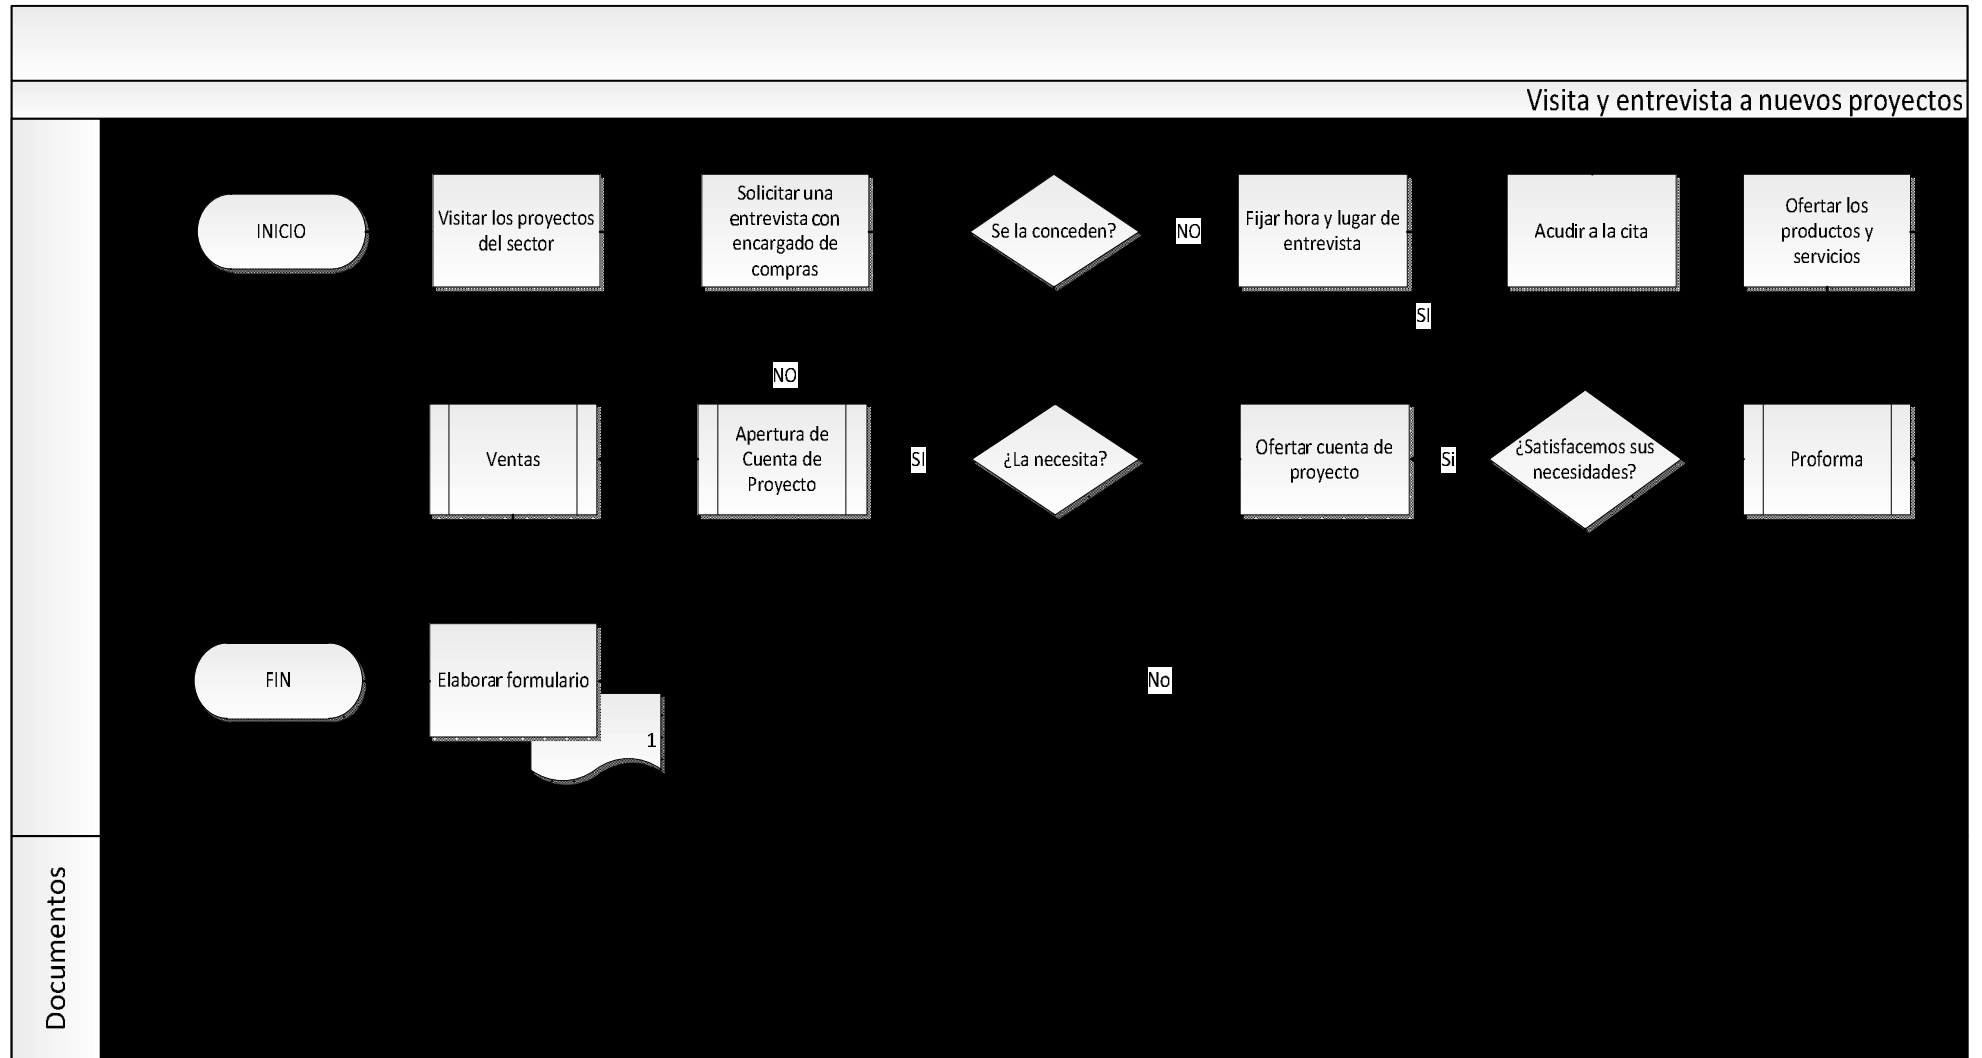 Visita y entrevista a nuevos proyectos
INICIO
Visitar los proyectos
del sector
Solicitar una
entrevista con
encargado de
compras
Se la conceden?
NO
Fijar hora y lugar de
entrevista
Acudir a la cita
Ofertar los
productos y
servicios
SI
NO
Ventas
Apertura de
Cuenta de
Proyecto
SI
¿La necesita?
Ofertar cuenta de
proyecto
Si
¿Satisfacemos sus
necesidades?
Proforma
FIN
Elaborar formulario
No
1
Documentos